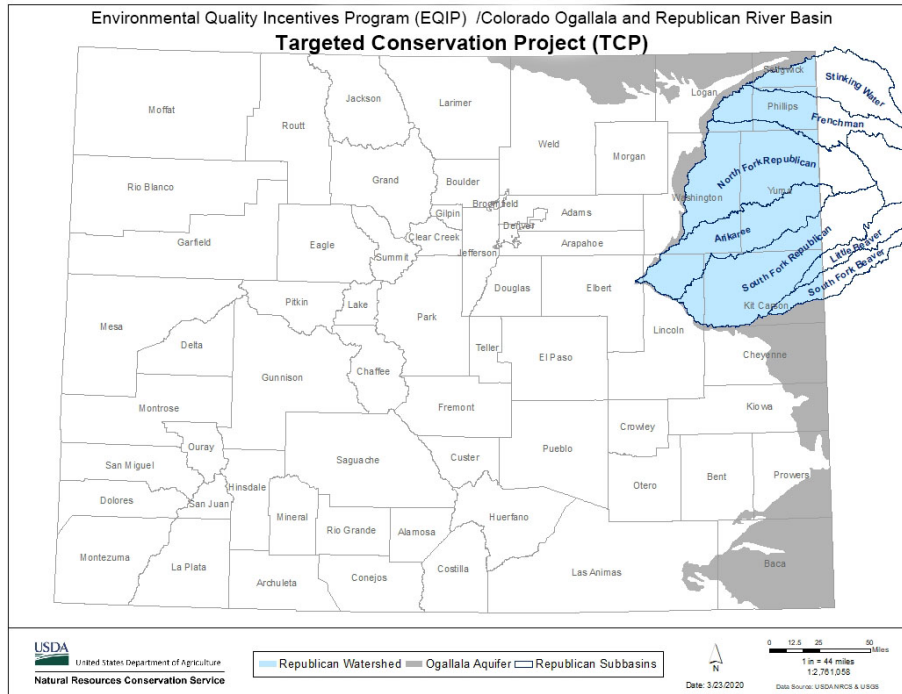 Environmental Quality Incentives Program (EQIP) /Colorado Ogallala and Republican River Basin
Targeted Conservation Project (TCP)
Sedgwick
Stinking Water
Logan
Jackson
Larimer
Moffat
Routt
Phillips
Frenchman
Weld
Morgan
North Fork Republican
Grand
Boulder
Rio Blanco
Washington
Yuma
Broomfield
Gilpin
Adams
Denver
Arikaree
Garfield
Eagle
Clear Creek
Jefferson
Arapahoe
South Fork Republican
Little Beaver
Summit
South Fork Beaver
Douglas
Elbert
Pitkin
Lake
Kit Carson
Park
Mesa
Lincoln
Delta
Teller
El Paso
Cheyenne
Gunnison
Chaffee
Montrose
Fremont
Kiowa
Crowley
Ouray
Pueblo
San Miguel
Saguache
Custer
Otero
Bent
Prowers
Hinsdale
Dolores
San Juan
Mineral
Huerfano
Rio Grande
Alamosa
Montezuma
La Plata
Costilla
Las Animas
Baca
Archuleta
Conejos
USDA
United States Department of Agriculture
Natural Resources Conservation Service
Republican Watershed
Ogallala Aquifer
Republican Subbasins
N
Date: 3/23/2020
0 12.5 25 50
Miles
1 in = 44 miles
1:2,761,058
Data Source: USDA NRCS & USGS